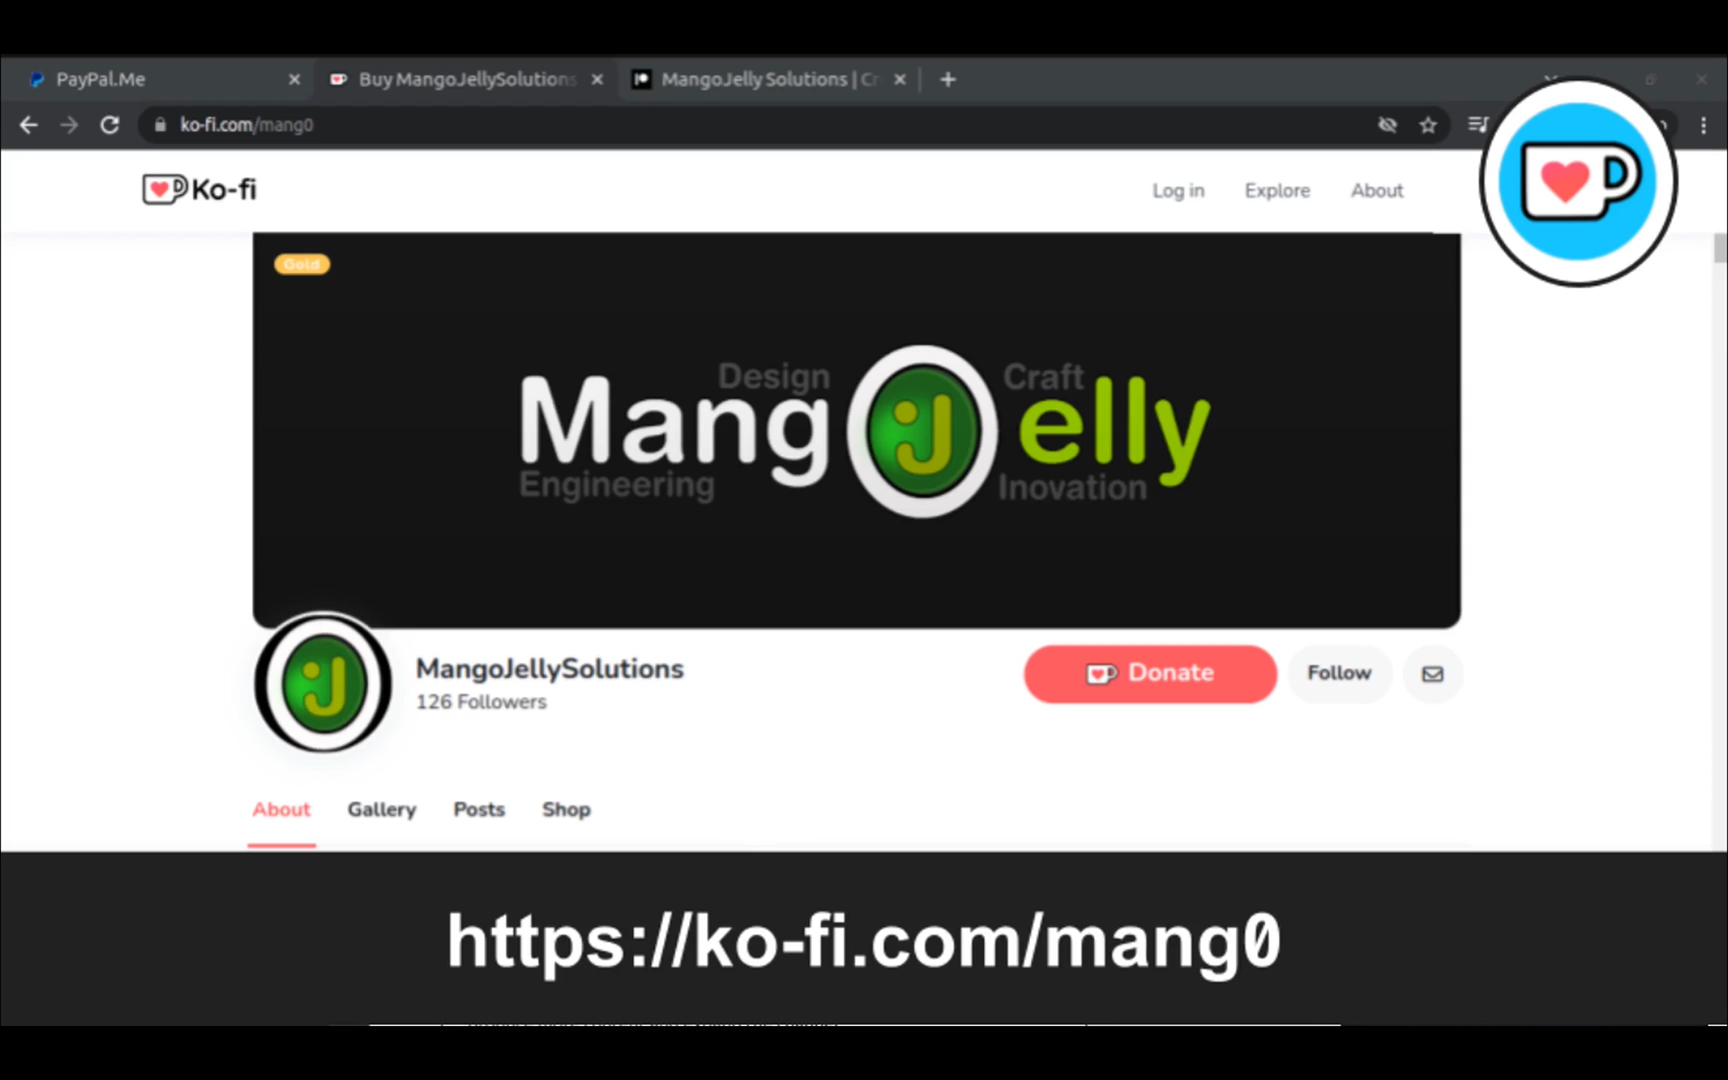 PayPal.Me
Buy MangoJellySolutions
MangoJelly Solutions | Cr
ko-fi.com/mang0
Ko-fi
Log in
Explore
About
Gold
Design
Craft
Mang
J
elly
Engineering
Inovation
J
MangoJellySolutions
126 Followers
Donate
Follow
About
Gallery
Posts
Shop
https://ko-fi.com/mang0